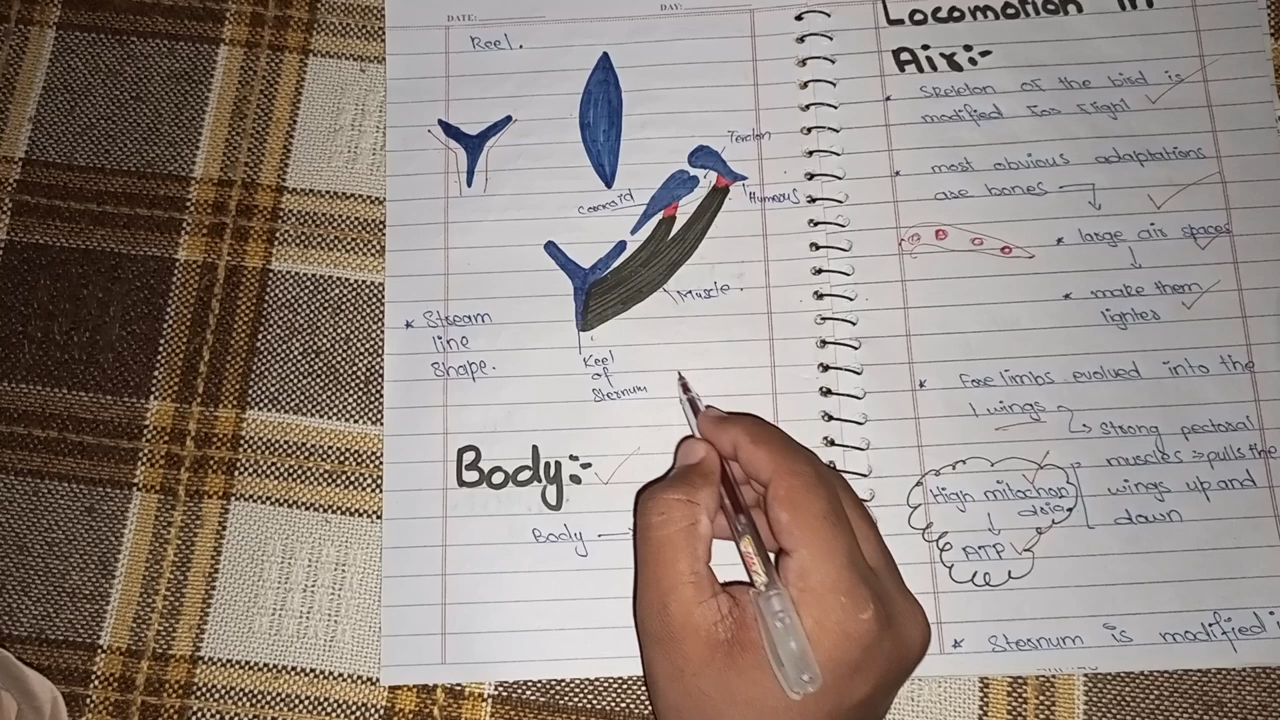 DATE:
DAY:
Keel.
Coracoid
Tendon
Humerous
Muscle.
* Stream
line
shape.
Keel
of
Sternum
Body:-
Body
Locomotion in
Air:-
* Skeleton of the bird is
modified for flight
* most obvious adaptations
are bones
* large air spaces
* make them
lighter
* Fore limbs evolved into the
wings
Strong pectoral
muscles → pulls the
wings up and
down
High mitochon
dria
ATP
* Sternum is modified